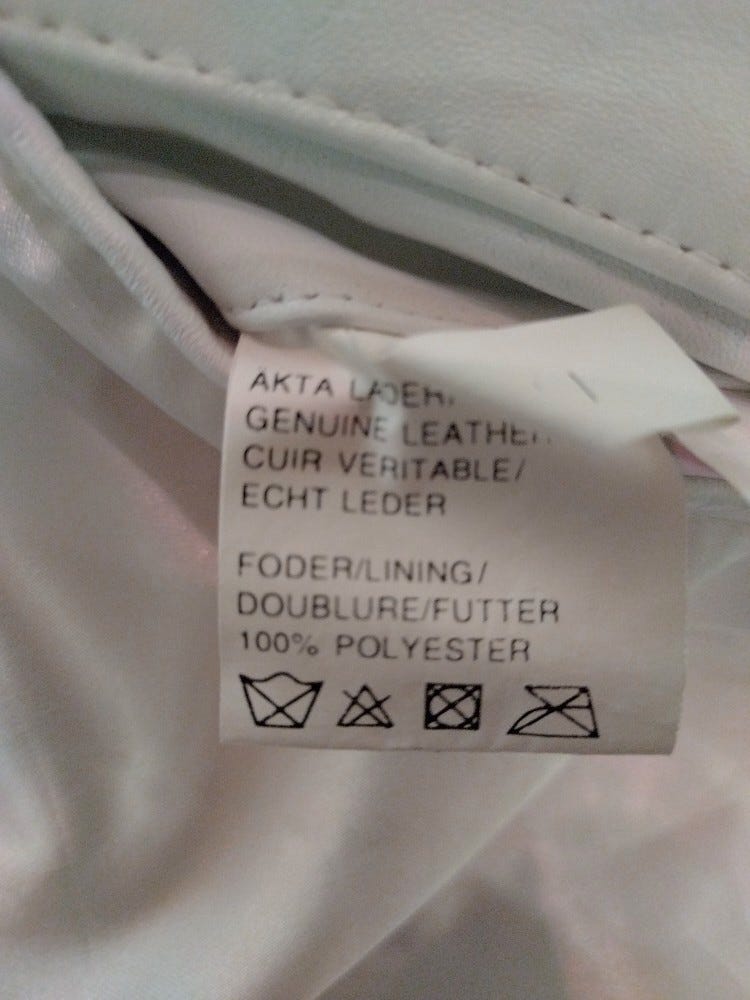 ÄKTA LÄDER/
GENUINE LEATHER/
CUIR VERITABLE/
ECHT LEDER
FODER/LINING/
DOUBLURE/FUTTER
100% POLYESTER